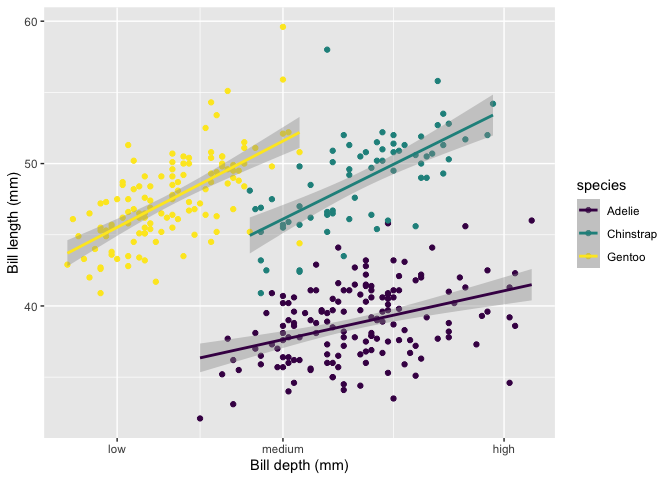 60
50
40
Bill length (mm)
low
medium
high
Bill depth (mm)
species
Adelie
Chinstrap
Gentoo